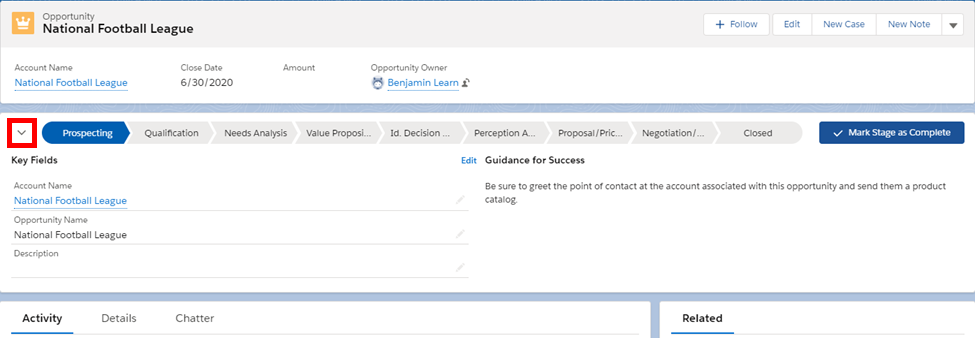 Opportunity
National Football League
+ Follow
Edit
New Case
New Note
Account Name
Close Date
Amount
Opportunity Owner
National Football League
6/30/2020
Benjamin Learn
Prospecting
Qualification
Needs Analysis
Value Proposi...
Id. Decision ...
Perception A...
Proposal/Pric...
Negotiation/...
Closed
Mark Stage as Complete
Key Fields
Edit
Guidance for Success
Account Name
National Football League
Be sure to greet the point of contact at the account associated with this opportunity and send them a product
catalog.
Opportunity Name
National Football League
Description
Activity
Details
Chatter
Related